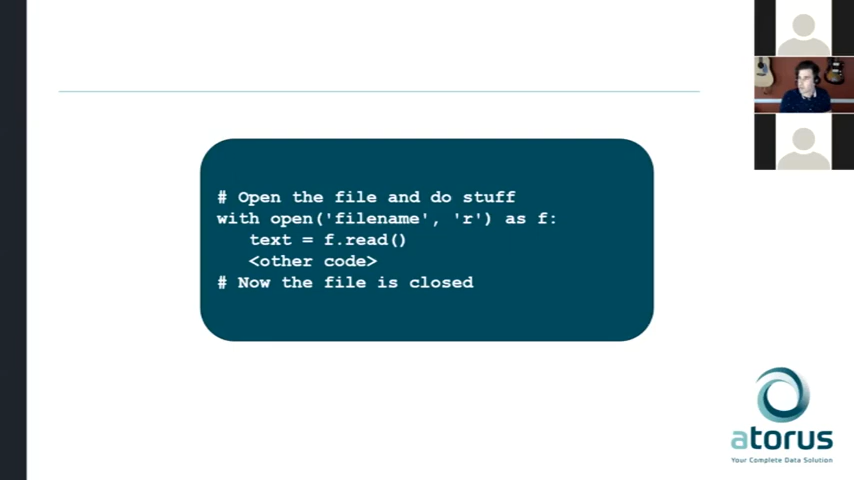 # Open the file and do stuff
with open('filename', 'r') as f:
   text = f.read()
   <other code>
# Now the file is closed
atorus
Your Complete Data Solution